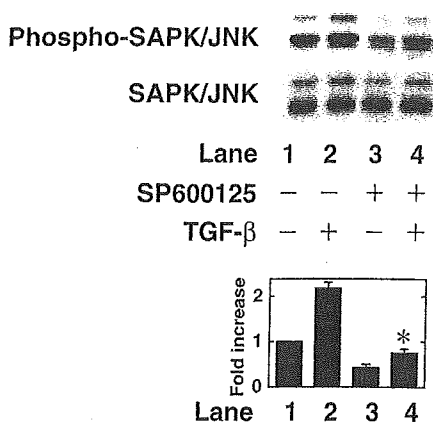 Phospho-SAPK/JNK
SAPK/JNK
Lane 1 2 3 4
SP600125 − − + +
TGF-β − + − +
Fold increase
2
1
0
*
Lane 1 2 3 4